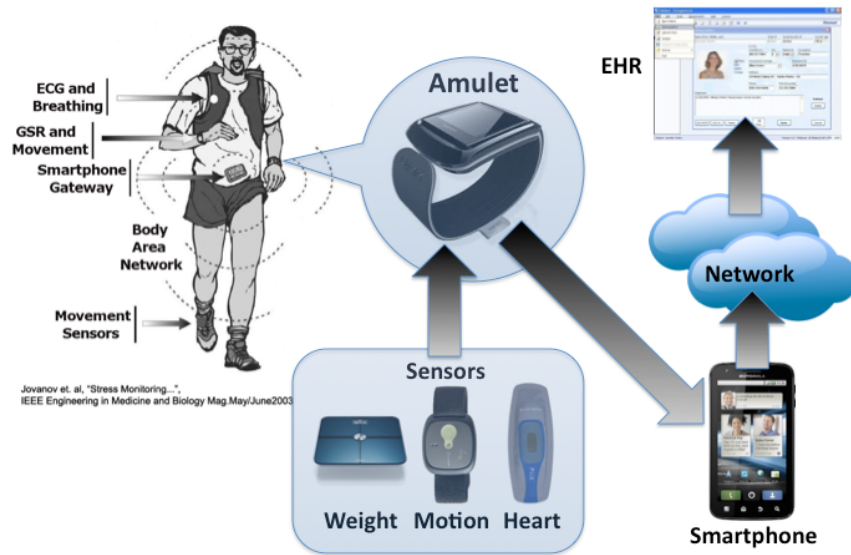 ECG and
Breathing
GSR and
Movement
Smartphone
Gateway
Body
Area
Network
Movement
Sensors
Jovanov et. al, "Stress Monitoring...",
IEEE Engineering in Medicine and Biology Mag.May/June2003
Amulet
Sensors
Weight
Motion
Heart
EHR
Network
Smartphone